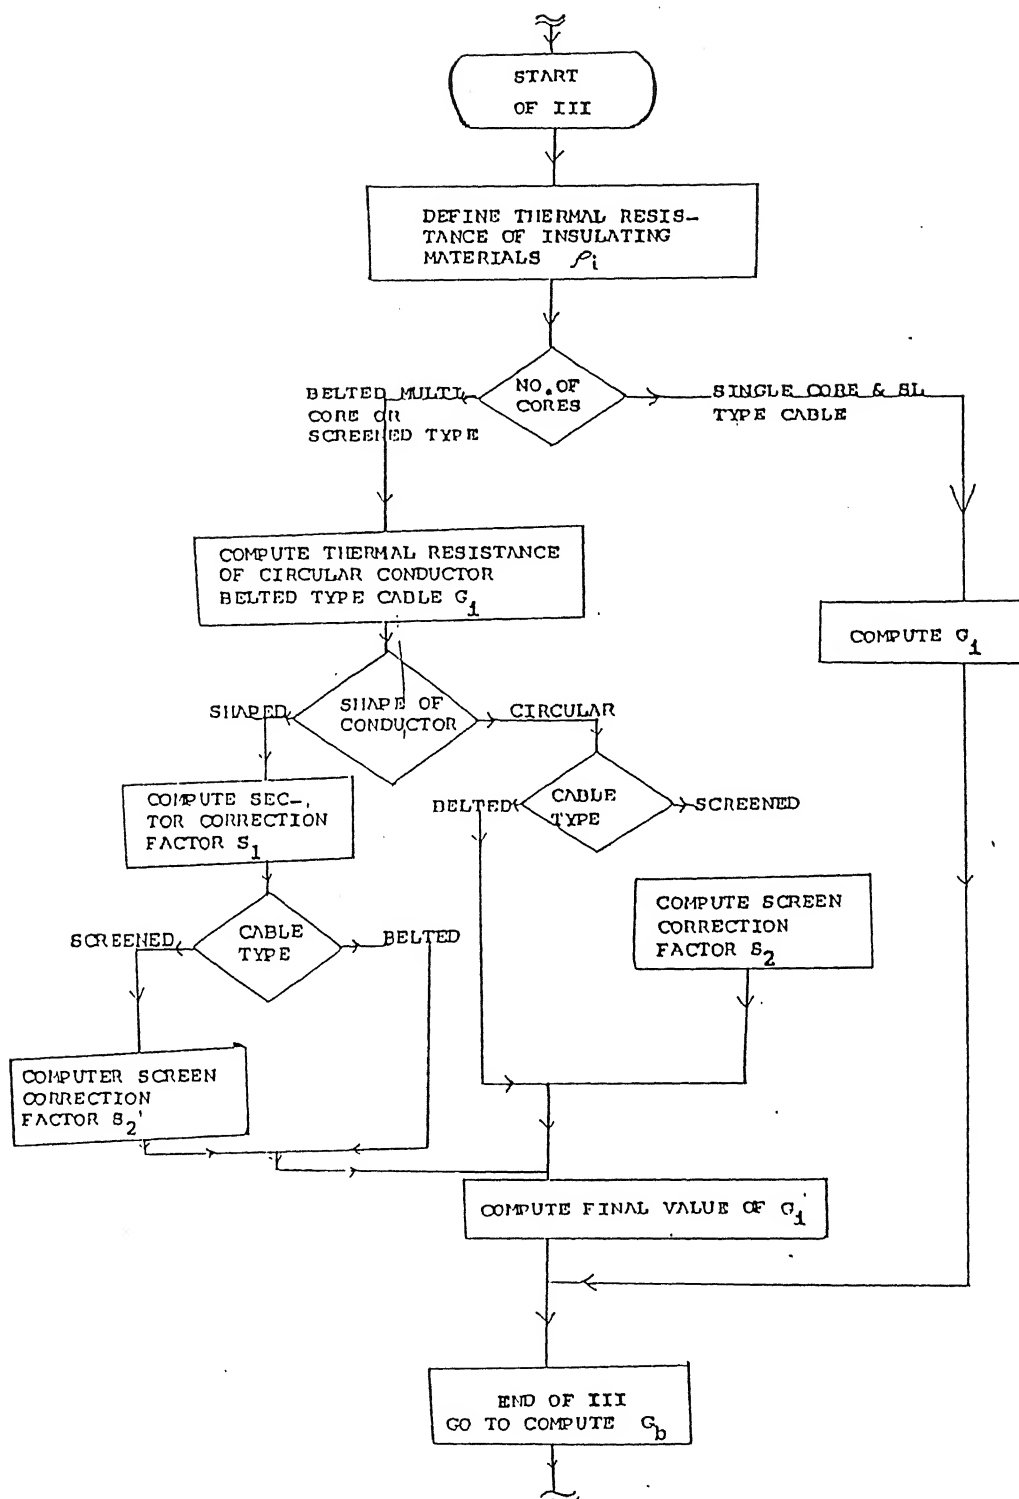 START
OF III
DEFINE THERMAL RESIS-
TANCE OF INSULATING
MATERIALS ρi
NO.OF
CORES
BELTED MULTI
CORE OR
SCREENED TYPE
SINGLE CORE & SL
TYPE CABLE
COMPUTE THERMAL RESISTANCE
OF CIRCULAR CONDUCTOR
BELTED TYPE CABLE G1
COMPUTE G1
SHAPE OF
CONDUCTOR
SHAPED
CIRCULAR
COMPUTE SEC-
TOR CORRECTION
FACTOR S1
CABLE
TYPE
BELTED
SCREENED
COMPUTE SCREEN
CORRECTION
FACTOR S2
CABLE
TYPE
SCREENED
BELTED
COMPUTER SCREEN
CORRECTION
FACTOR S2'
COMPUTE FINAL VALUE OF G1'
END OF III
GO TO COMPUTE Gb